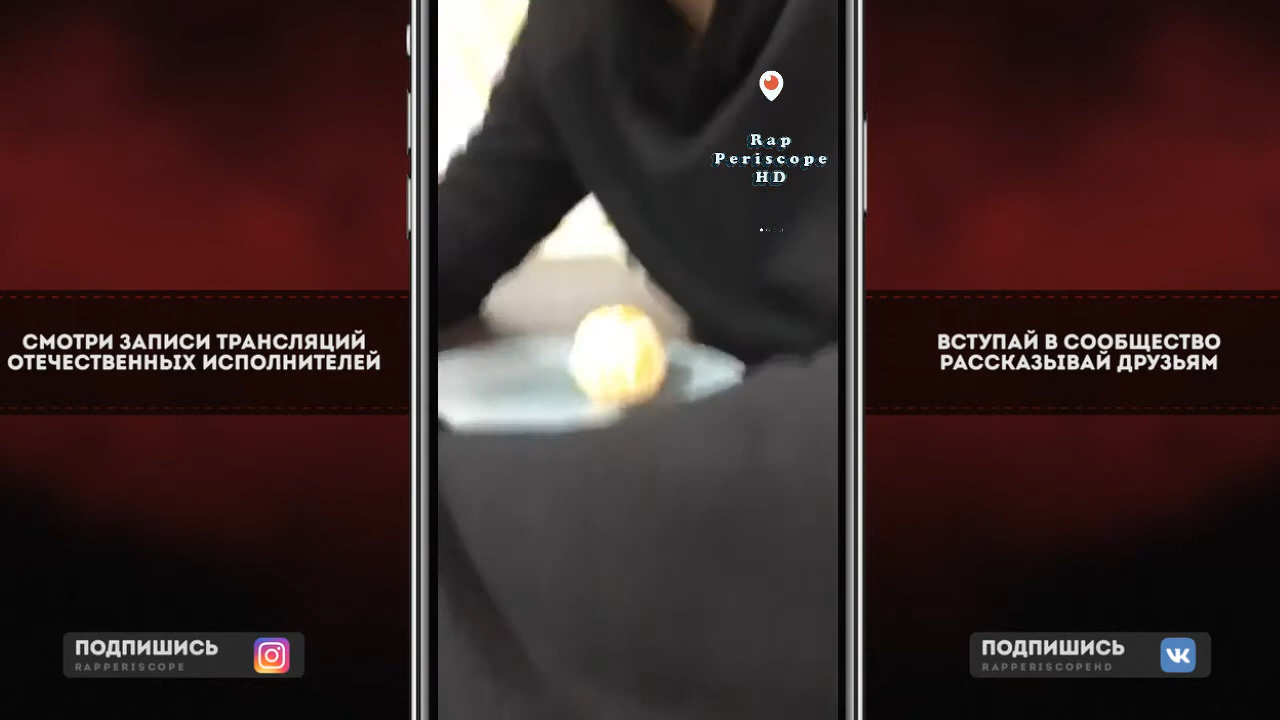 Rap
Periscope
HD
СМОТРИ ЗАПИСИ ТРАНСЛЯЦИЙ
ОТЕЧЕСТВЕННЫХ ИСПОЛНИТЕЛЕЙ
ВСТУПАЙ В СООБЩЕСТВО
РАССКАЗЫВАЙ ДРУЗЬЯМ
ПОДПИШИСЬ
RAPPERISCOPE
ПОДПИШИСЬ
RAPPERISCOPEHD